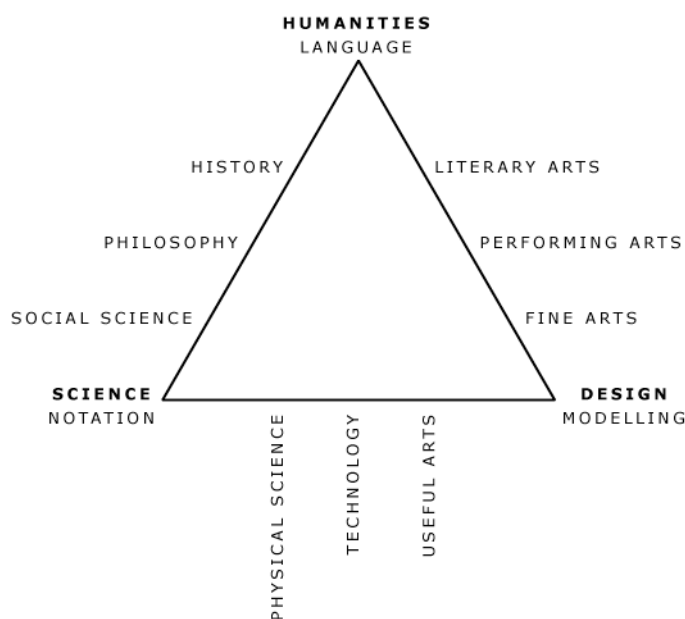 HUMANITIES
LANGUAGE
HISTORY
LITERARY ARTS
PHILOSOPHY
PERFORMING ARTS
SOCIAL SCIENCE
FINE ARTS
SCIENCE
NOTATION
DESIGN
MODELLING
PHYSICAL SCIENCE
TECHNOLOGY
USEFUL ARTS